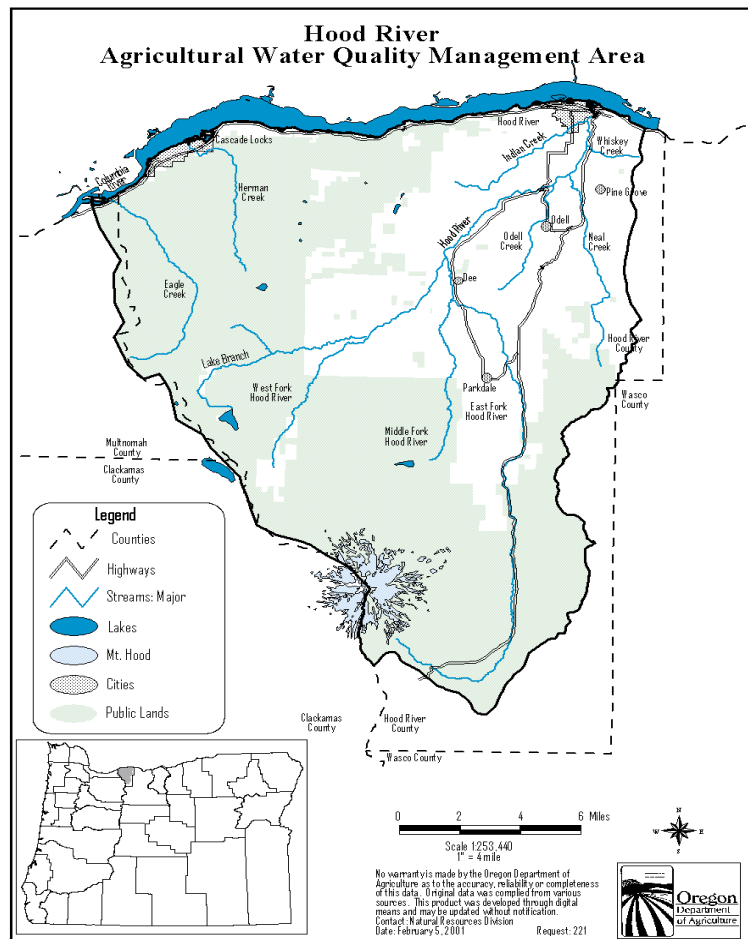 Hood River
Agricultural Water Quality Management Area
Cascade Locks
Columbia
River
Herman
Creek
Eagle
Creek
Hood River
Indian Creek
Whiskey
Creek
Pine Grove
Hood River
Odell
Odell
Creek
Neal
Creek
Dee
Lake Branch
West Fork
Hood River
Parkdale
East Fork
Hood River
Middle Fork
Hood River
Hood River
County
Wasco
County
Multnomah
County
Clackamas
County
Legend
Counties
Highways
Streams: Major
Lakes
Mt. Hood
Cities
Public Lands
Clackamas
County
Hood River
County
Wasco County
0 2 4 6 Miles
Scale 1:253,440
1" = 4 mile
N
W E
S
No warranty is made by the Oregon Department of
Agriculture as to the accuracy, reliability or completeness
of this data. Original data was compiled from various
sources. This product was developed through digital
means and may be updated without notification.
Contact: Natural Resources Division
Date: February 5, 2001 Request: 221
Oregon
Department
of Agriculture